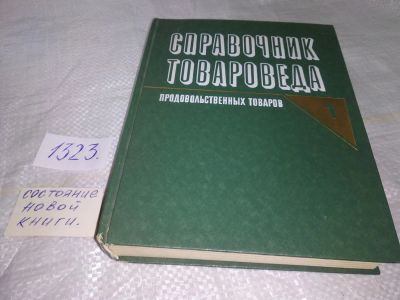 СПРАВОЧНИК
ТОВАРОВЕДА
ПРОДОВОЛЬСТВЕННЫХ ТОВАРОВ
1
1323.
СОСТОЯНИЕ
НОВОЙ
КНИГИ.